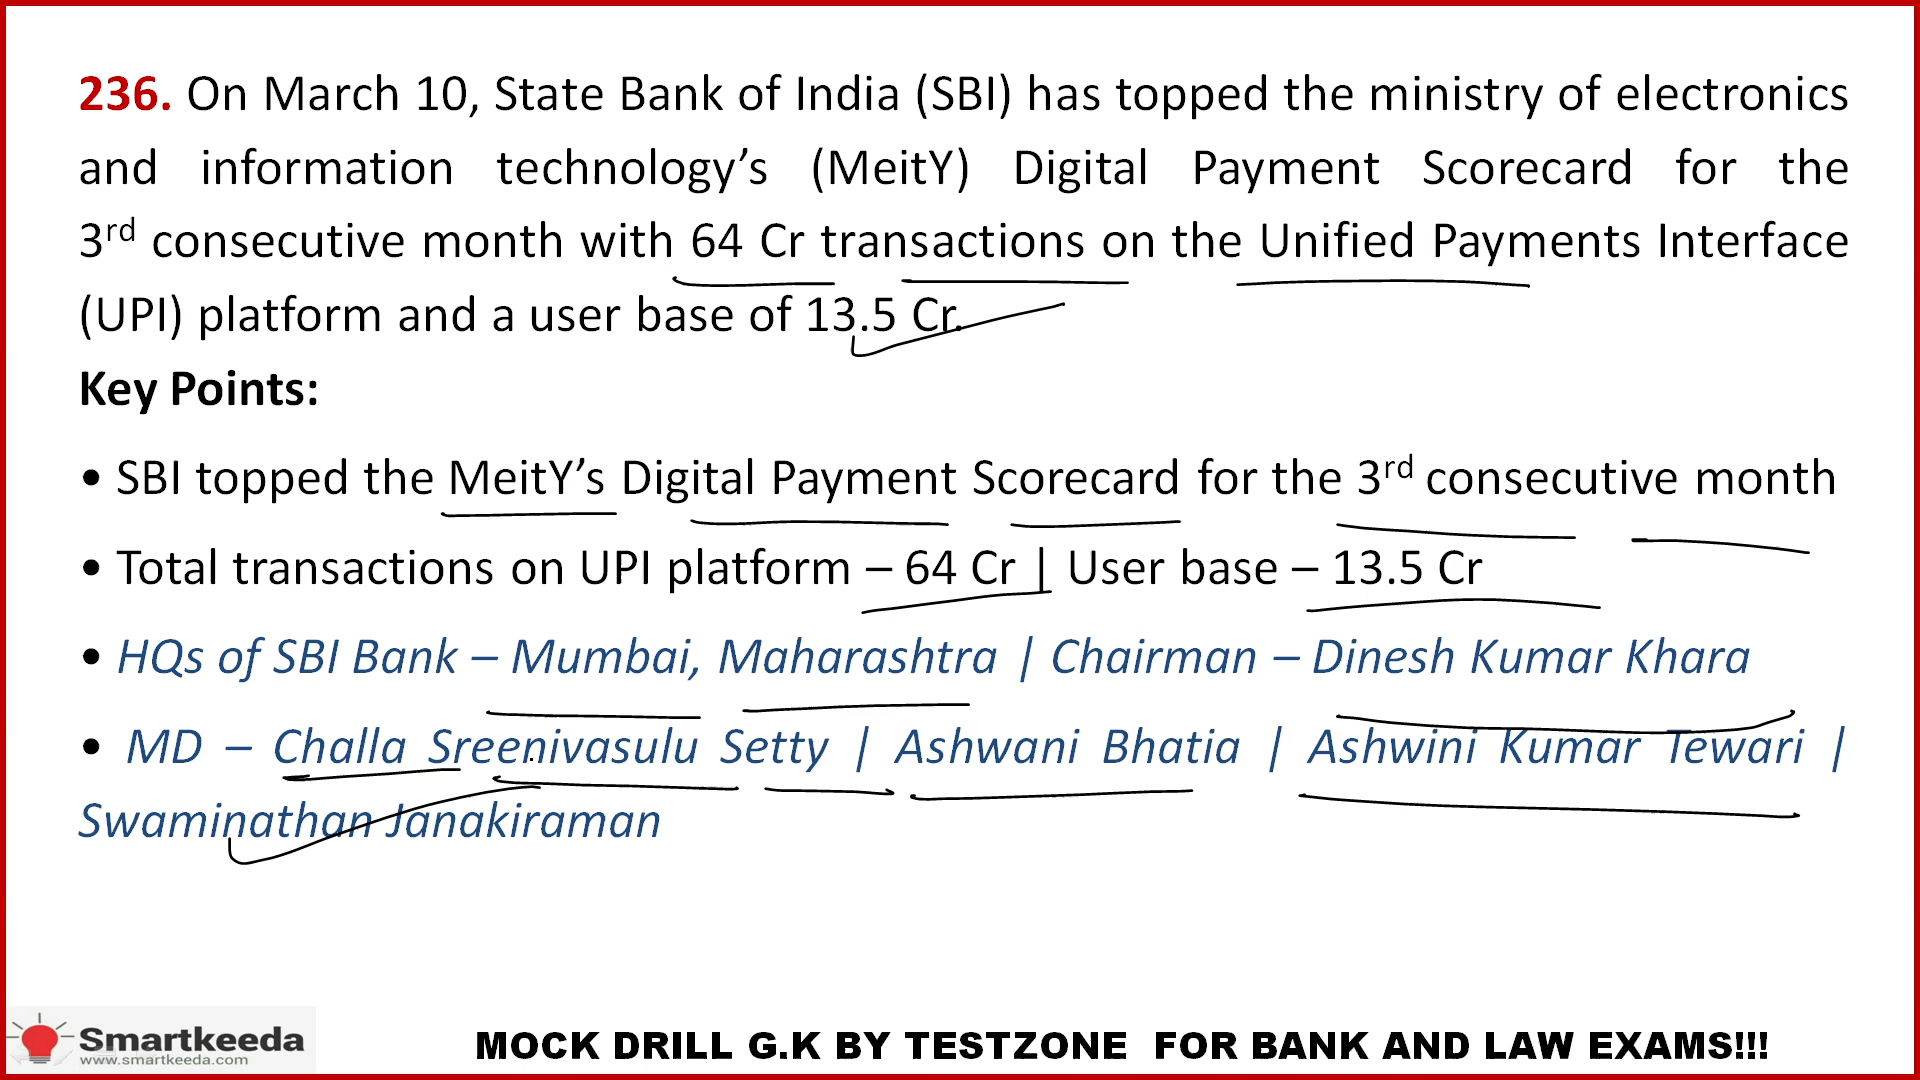 236. On March 10, State Bank of India (SBI) has topped the ministry of electronics
and information technology’s (MeitY) Digital Payment Scorecard for the
3rd consecutive month with 64 Cr transactions on the Unified Payments Interface
(UPI) platform and a user base of 13.5 Cr.
Key Points:
• SBI topped the MeitY’s Digital Payment Scorecard for the 3rd consecutive month
• Total transactions on UPI platform – 64 Cr | User base – 13.5 Cr
• HQs of SBI Bank – Mumbai, Maharashtra | Chairman – Dinesh Kumar Khara
• MD – Challa Sreenivasulu Setty | Ashwani Bhatia | Ashwini Kumar Tewari |
Swaminathan Janakiraman
Smartkeeda
www.smartkeeda.com
MOCK DRILL G.K BY TESTZONE FOR BANK AND LAW EXAMS!!!